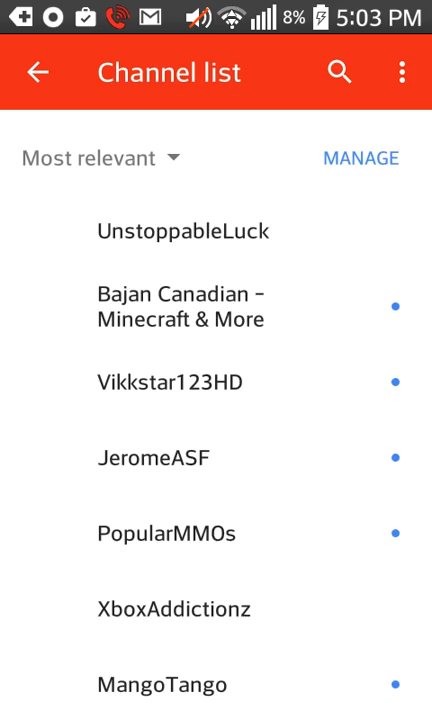 8% 5:03 PM
Channel list
Most relevant MANAGE
UnstoppableLuck
Bajan Canadian -
Minecraft & More
Vikkstar123HD
JeromeASF
PopularMMOs
XboxAddictionz
MangoTango